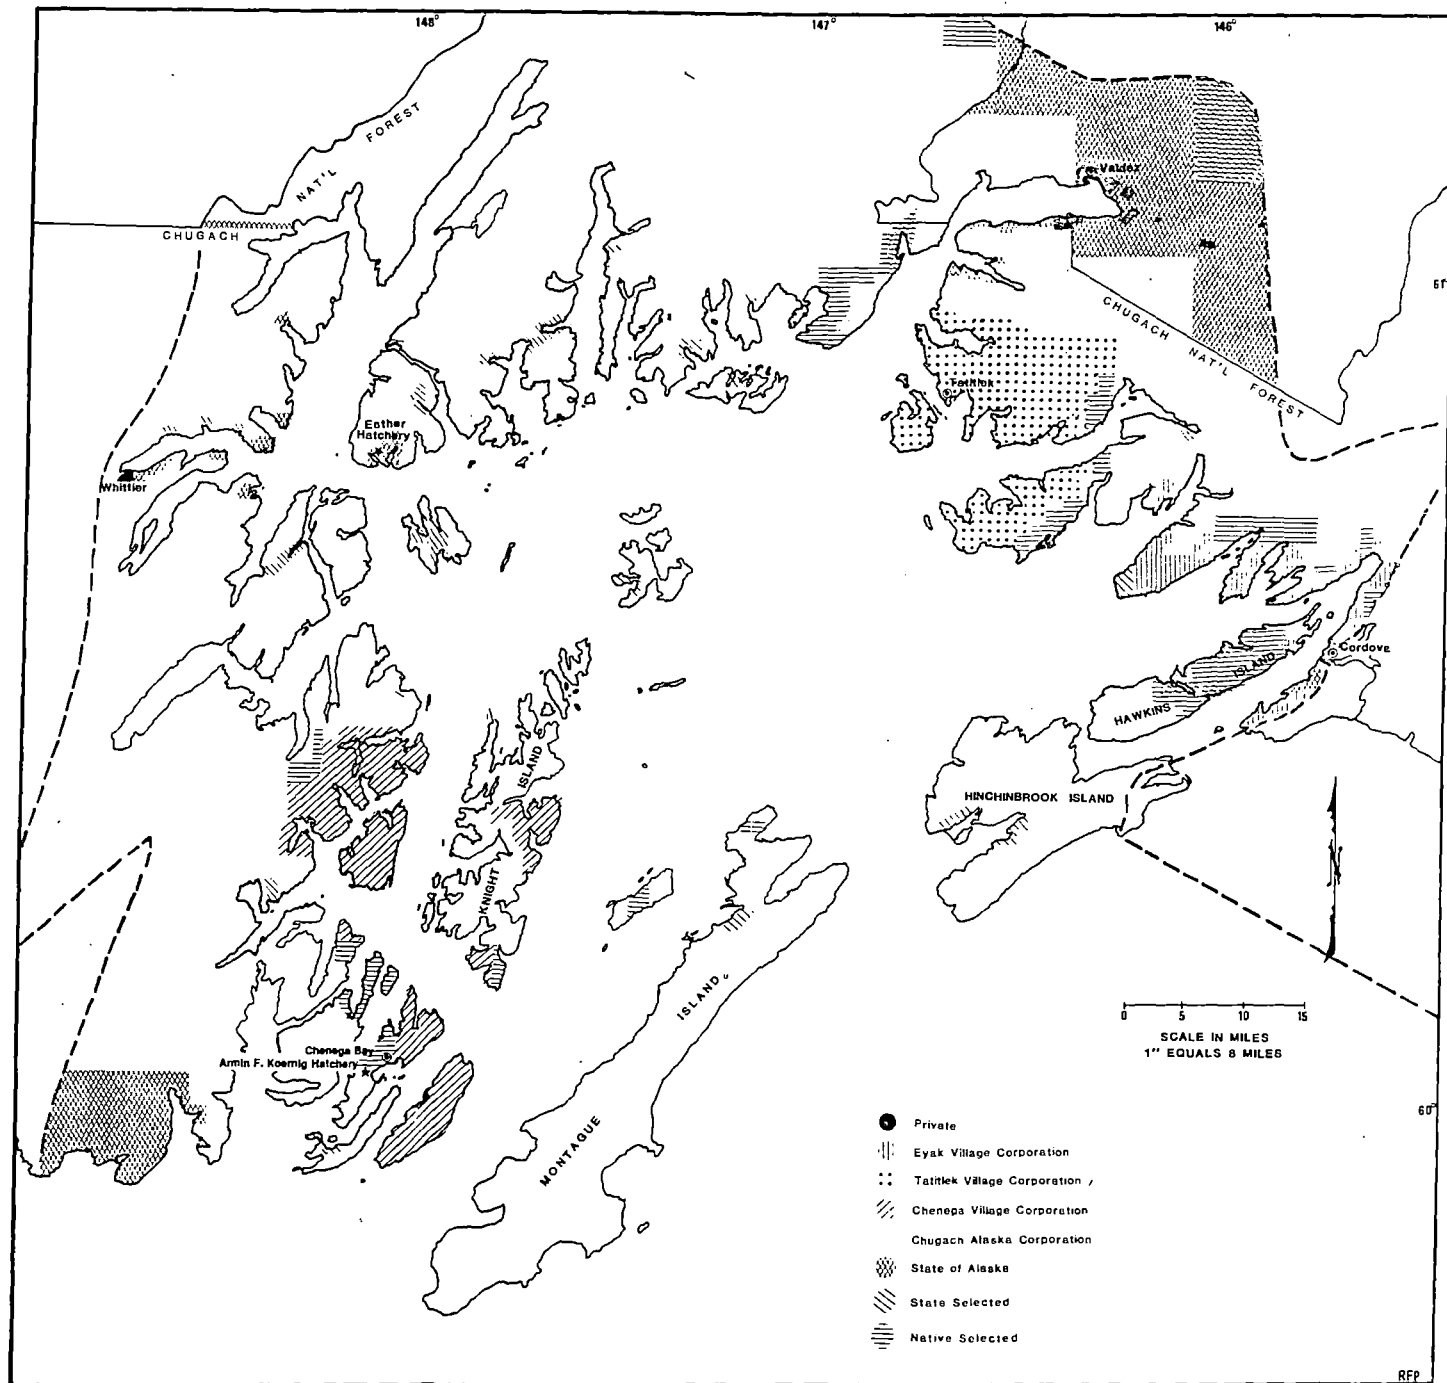 148°
147°
146°
NAT'L FOREST
CHUGACH
Valdez
61°
CHUGACH NAT'L FOREST
Tatitlek
Esther
Hatchery
Whittier
Cordova
HAWKINS ISLAND
HINCHINBROOK ISLAND
KNIGHT ISLAND
MONTAGUE ISLAND
Chenega Bay
Armin F. Koernig Hatchery
N
0 5 10 15
SCALE IN MILES
1" EQUALS 8 MILES
60°
Private
Eyak Village Corporation
Tatitlek Village Corporation
Chenega Village Corporation
Chugach Alaska Corporation
State of Alaska
State Selected
Native Selected
RFP